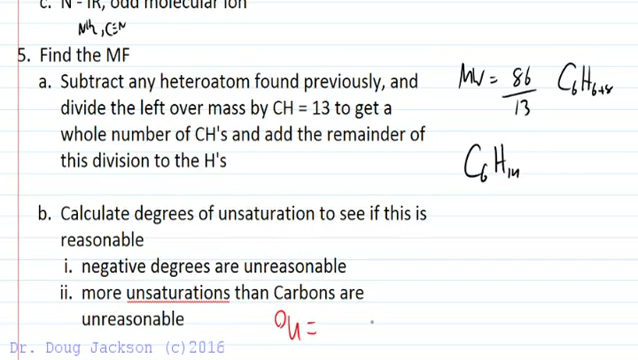 c. N - IR, odd molecular ion
NH, C≡N
5. Find the MF
a. Subtract any heteroatom found previously, and
divide the left over mass by CH = 13 to get a
whole number of CH's and add the remainder of
this division to the H's
MW = 86/13 C₆H₆₊₈
C₆H₁₄
b. Calculate degrees of unsaturation to see if this is
reasonable
i. negative degrees are unreasonable
ii. more unsaturations than Carbons are
unreasonable
°U =
Dr. Doug Jackson (c)2016